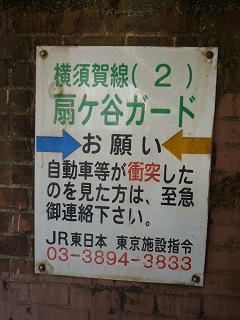 横須賀線(2)
扇ケ谷ガード
お願い
自動車等が衝突した
のを見た方は、至急
御連絡下さい。
JR東日本 東京施設指令
03-3894-3833